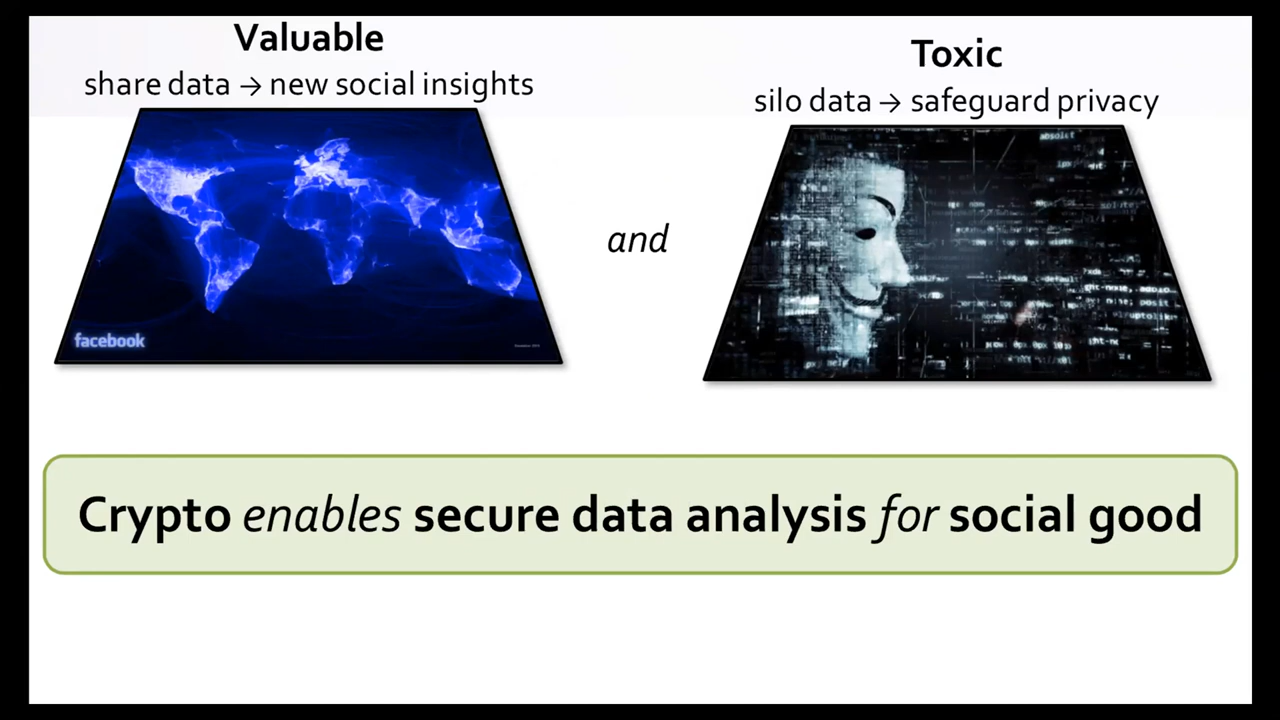 Valuable
share data → new social insights
facebook
and
Toxic
silo data → safeguard privacy
absolut
Crypto enables secure data analysis for social good